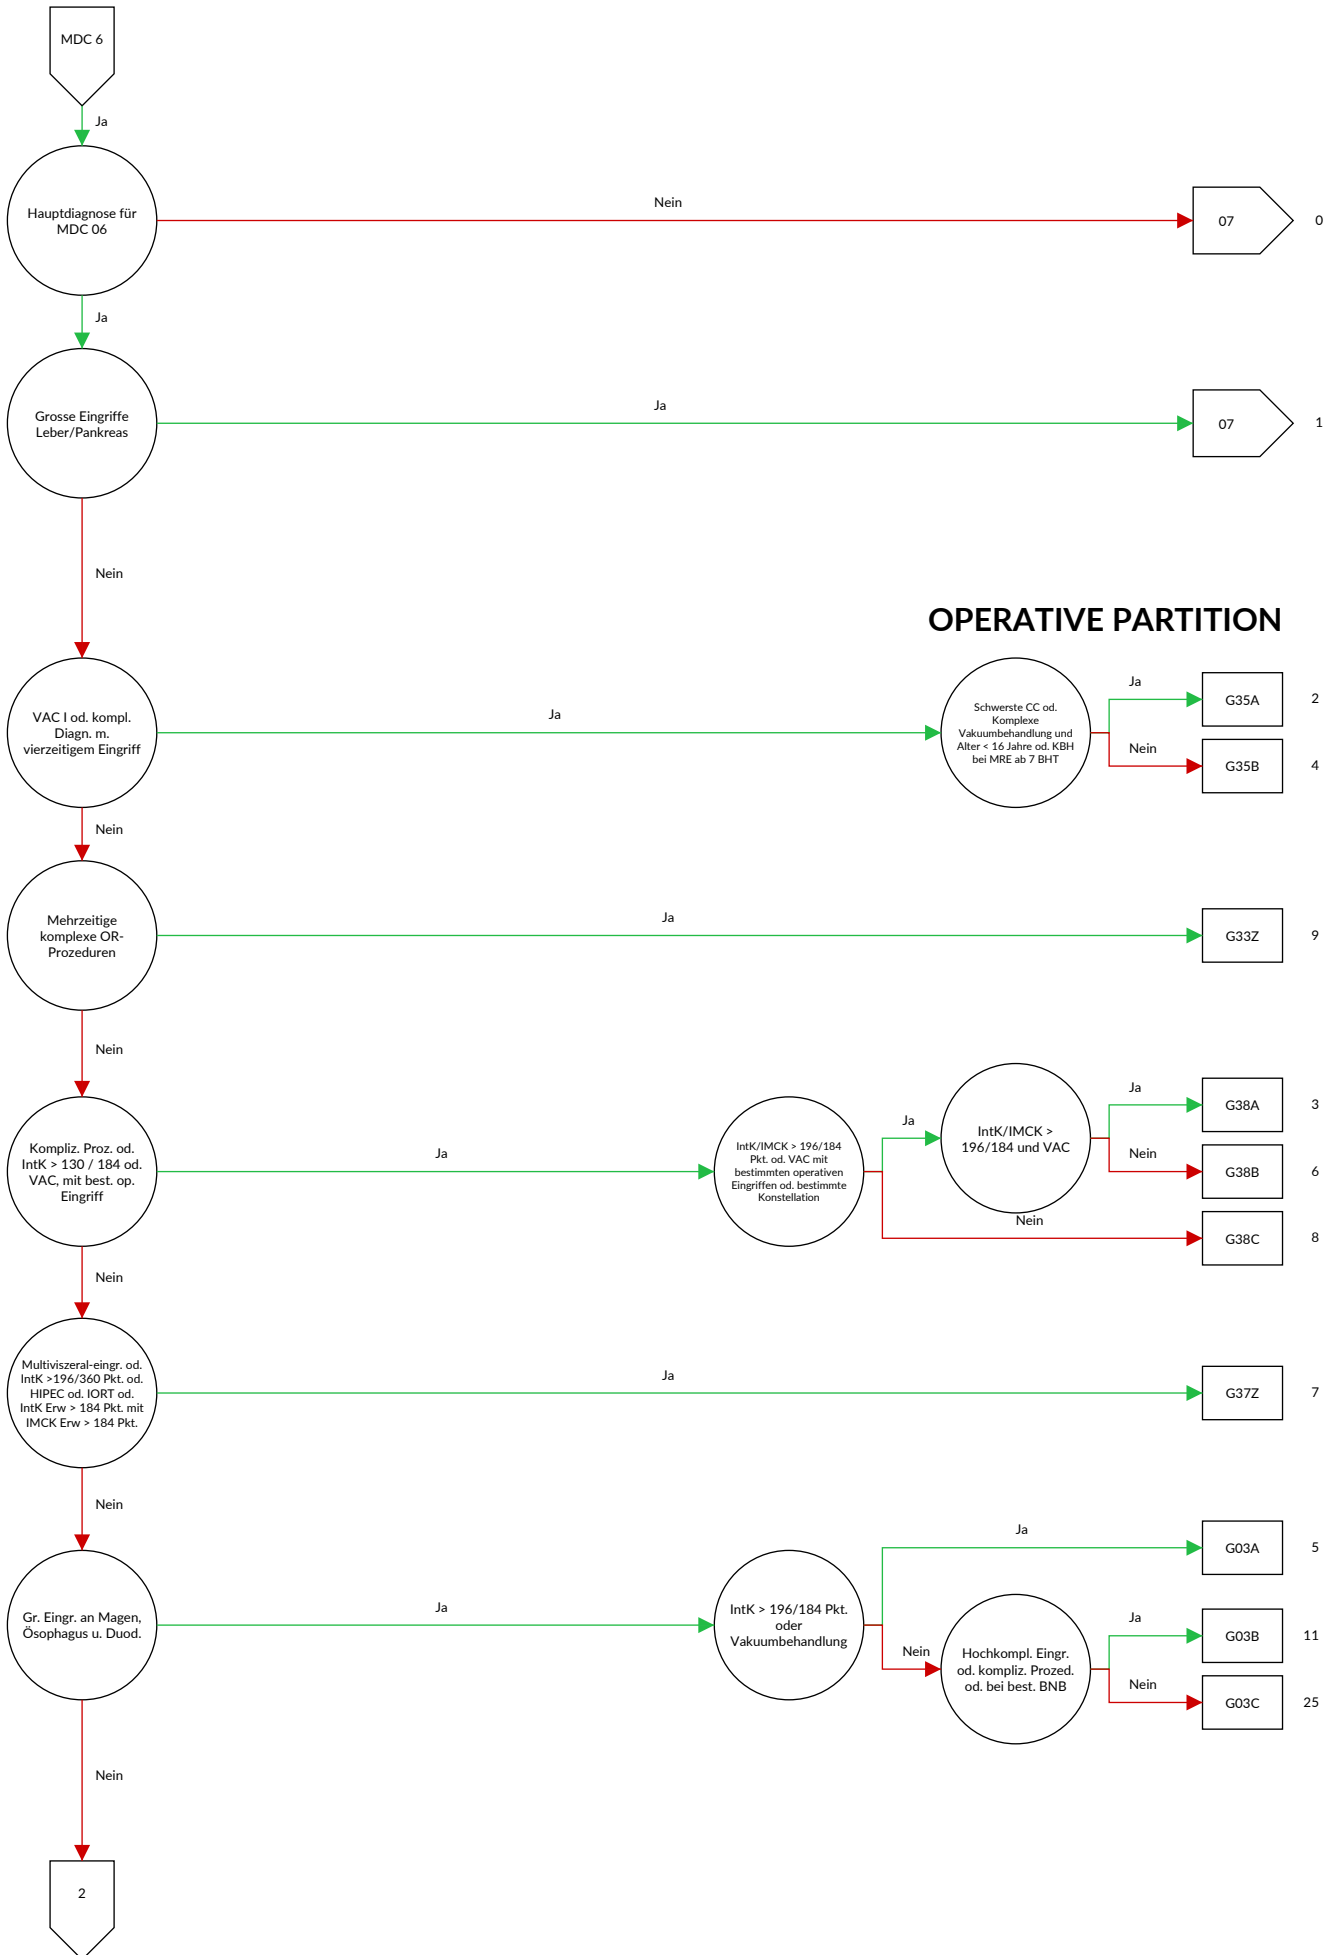 MDC 6
Ja
Hauptdiagnose für
MDC 06
Nein
07
0
Ja
Grosse Eingriffe
Leber/Pankreas
Ja
07
1
Nein
OPERATIVE PARTITION
VAC I od. kompl.
Diagn. m.
vierzeitigem Eingriff
Ja
Schwerste CC od.
Komplexe
Vakuumbehandlung und
Alter < 16 Jahre od. KBH
bei MRE ab 7 BHT
Ja
G35A
2
Nein
G35B
4
Nein
Mehrzeitige
komplexe OR-
Prozeduren
Ja
G33Z
9
Nein
Kompliz. Proz. od.
IntK > 130 / 184 od.
VAC, mit best. op.
Eingriff
Ja
IntK/IMCK > 196/184
Pkt. od. VAC mit
bestimmten operativen
Eingriffen od. bestimmte
Konstellation
Ja
IntK/IMCK >
196/184 und VAC
Ja
G38A
3
Nein
G38B
6
Nein
G38C
8
Nein
Multiviszeral-eingr. od.
IntK >196/360 Pkt. od.
HIPEC od. IORT od.
IntK Erw > 184 Pkt. mit
IMCK Erw > 184 Pkt.
Ja
G37Z
7
Nein
Gr. Eingr. an Magen,
Ösophagus u. Duod.
Ja
IntK > 196/184 Pkt.
oder
Vakuumbehandlung
Ja
G03A
5
Nein
Hochkompl. Eingr.
od. kompliz. Prozed.
od. bei best. BNB
Ja
G03B
11
Nein
G03C
25
Nein
2